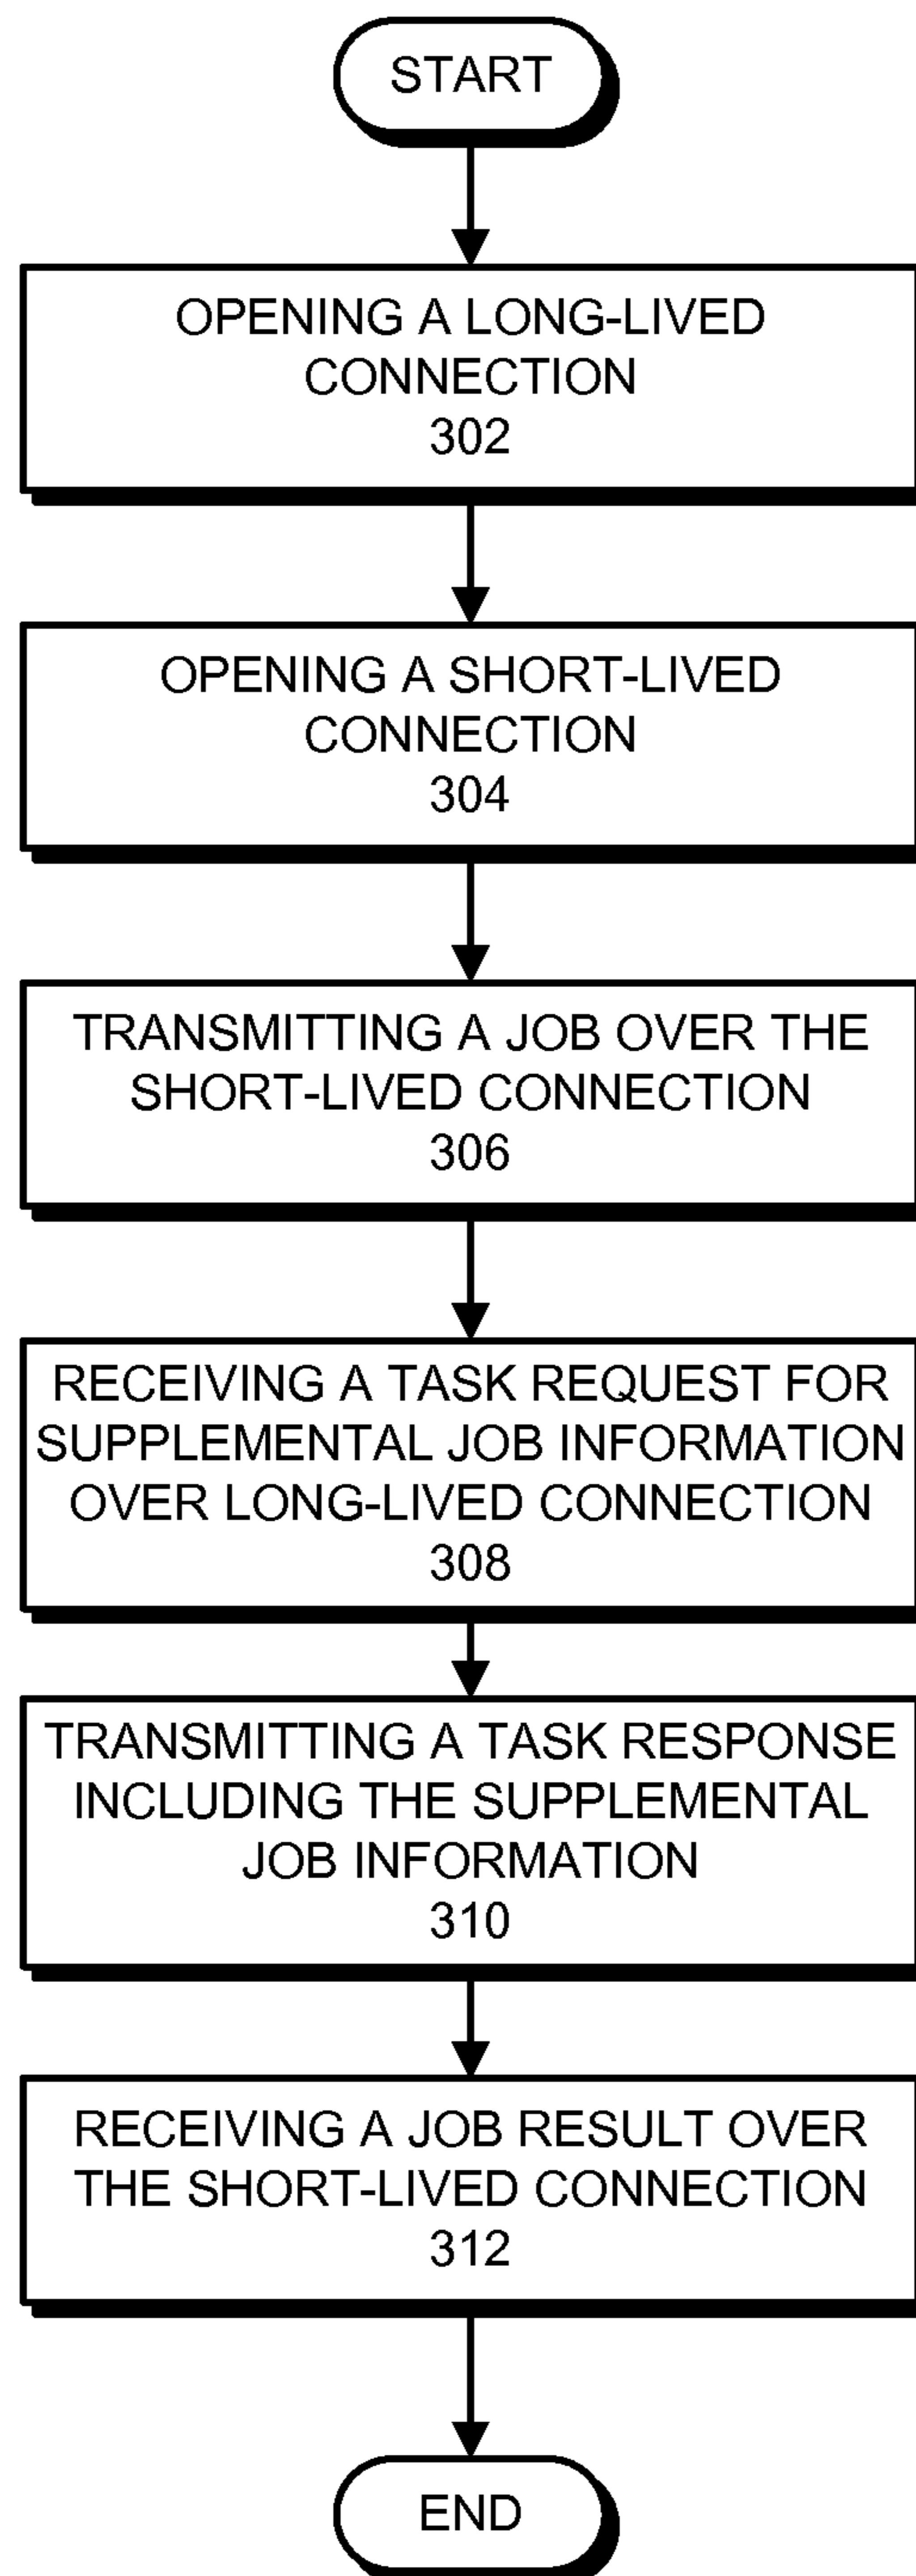 START
OPENING A LONG-LIVED
CONNECTION
302
OPENING A SHORT-LIVED
CONNECTION
304
TRANSMITTING A JOB OVER THE
SHORT-LIVED CONNECTION
306
RECEIVING A TASK REQUEST FOR
SUPPLEMENTAL JOB INFORMATION
OVER LONG-LIVED CONNECTION
308
TRANSMITTING A TASK RESPONSE
INCLUDING THE SUPPLEMENTAL
JOB INFORMATION
310
RECEIVING A JOB RESULT OVER
THE SHORT-LIVED CONNECTION
312
END